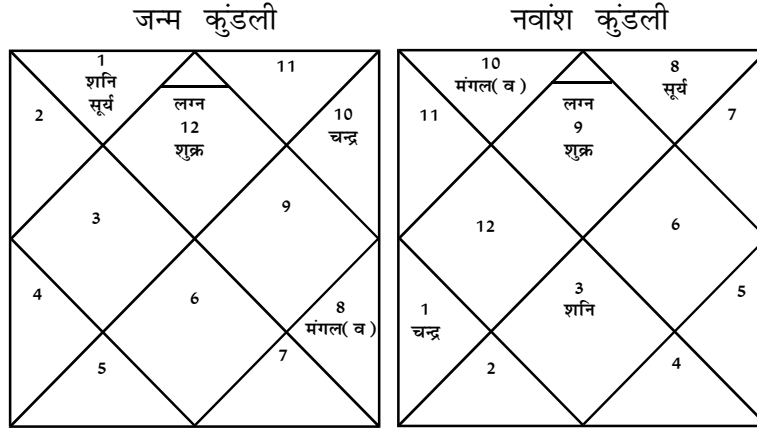 जन्म कुंडली
1
शनि
सूर्य
11
2
लग्न
12
शुक्र
10
चन्द्र
3
9
4
6
8
मंगल( व )
5
7
नवांश कुंडली
10
मंगल( व )
8
सूर्य
11
लग्न
9
शुक्र
7
12
6
1
चन्द्र
3
शनि
5
2
4